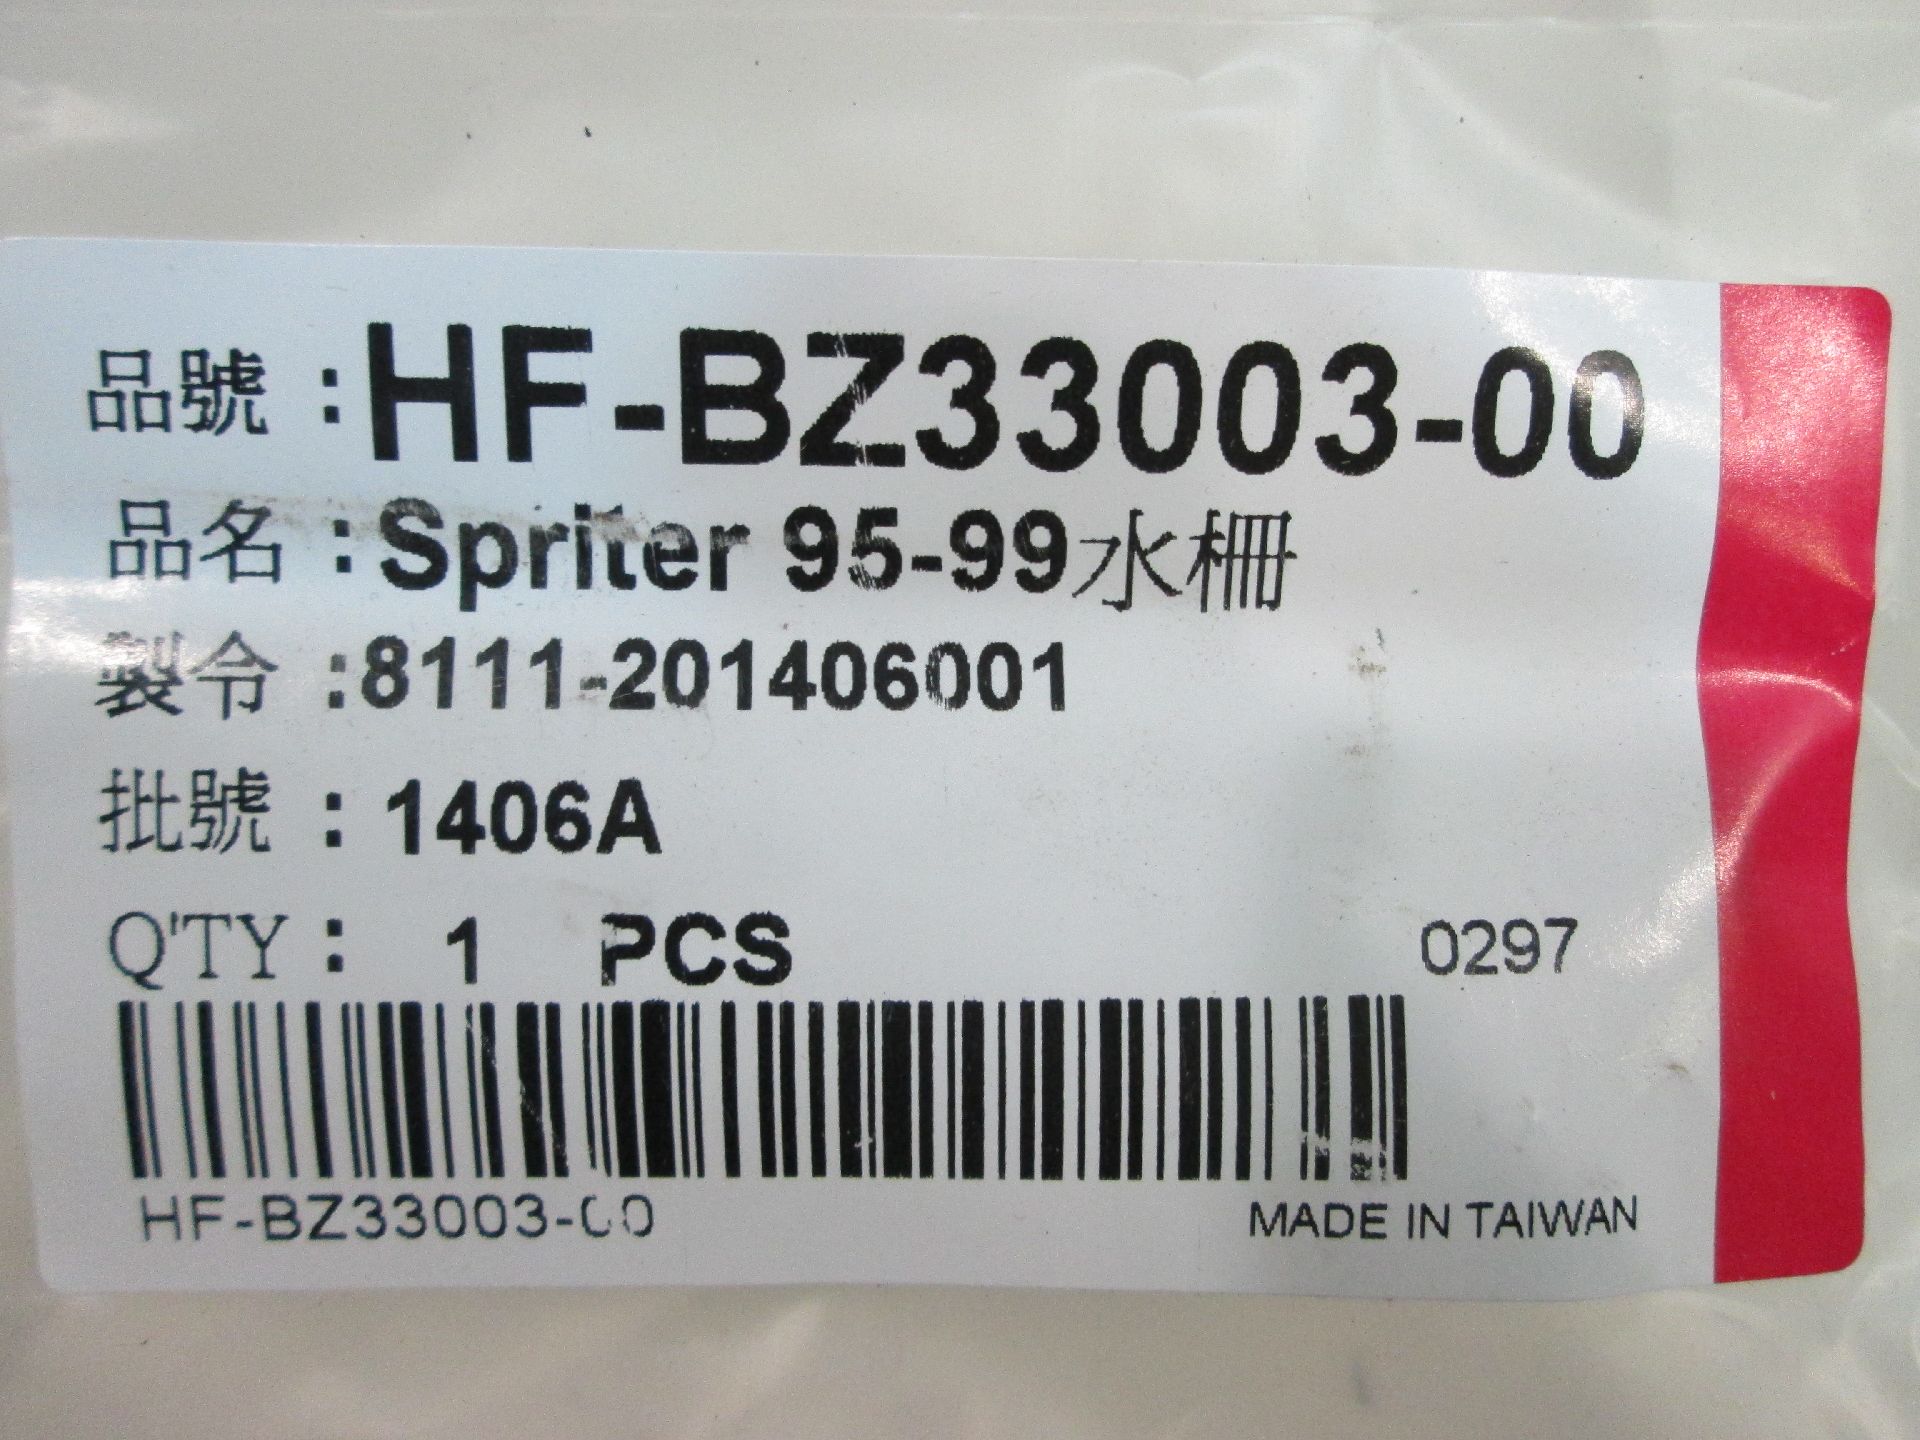 品號 : HF-BZ33003-00
品名 : Spriter 95-99水柵
製令 : 8111-201406001
批號 : 1406A
Q'TY : 1 PCS 0297
HF-BZ33003-00 MADE IN TAIWAN